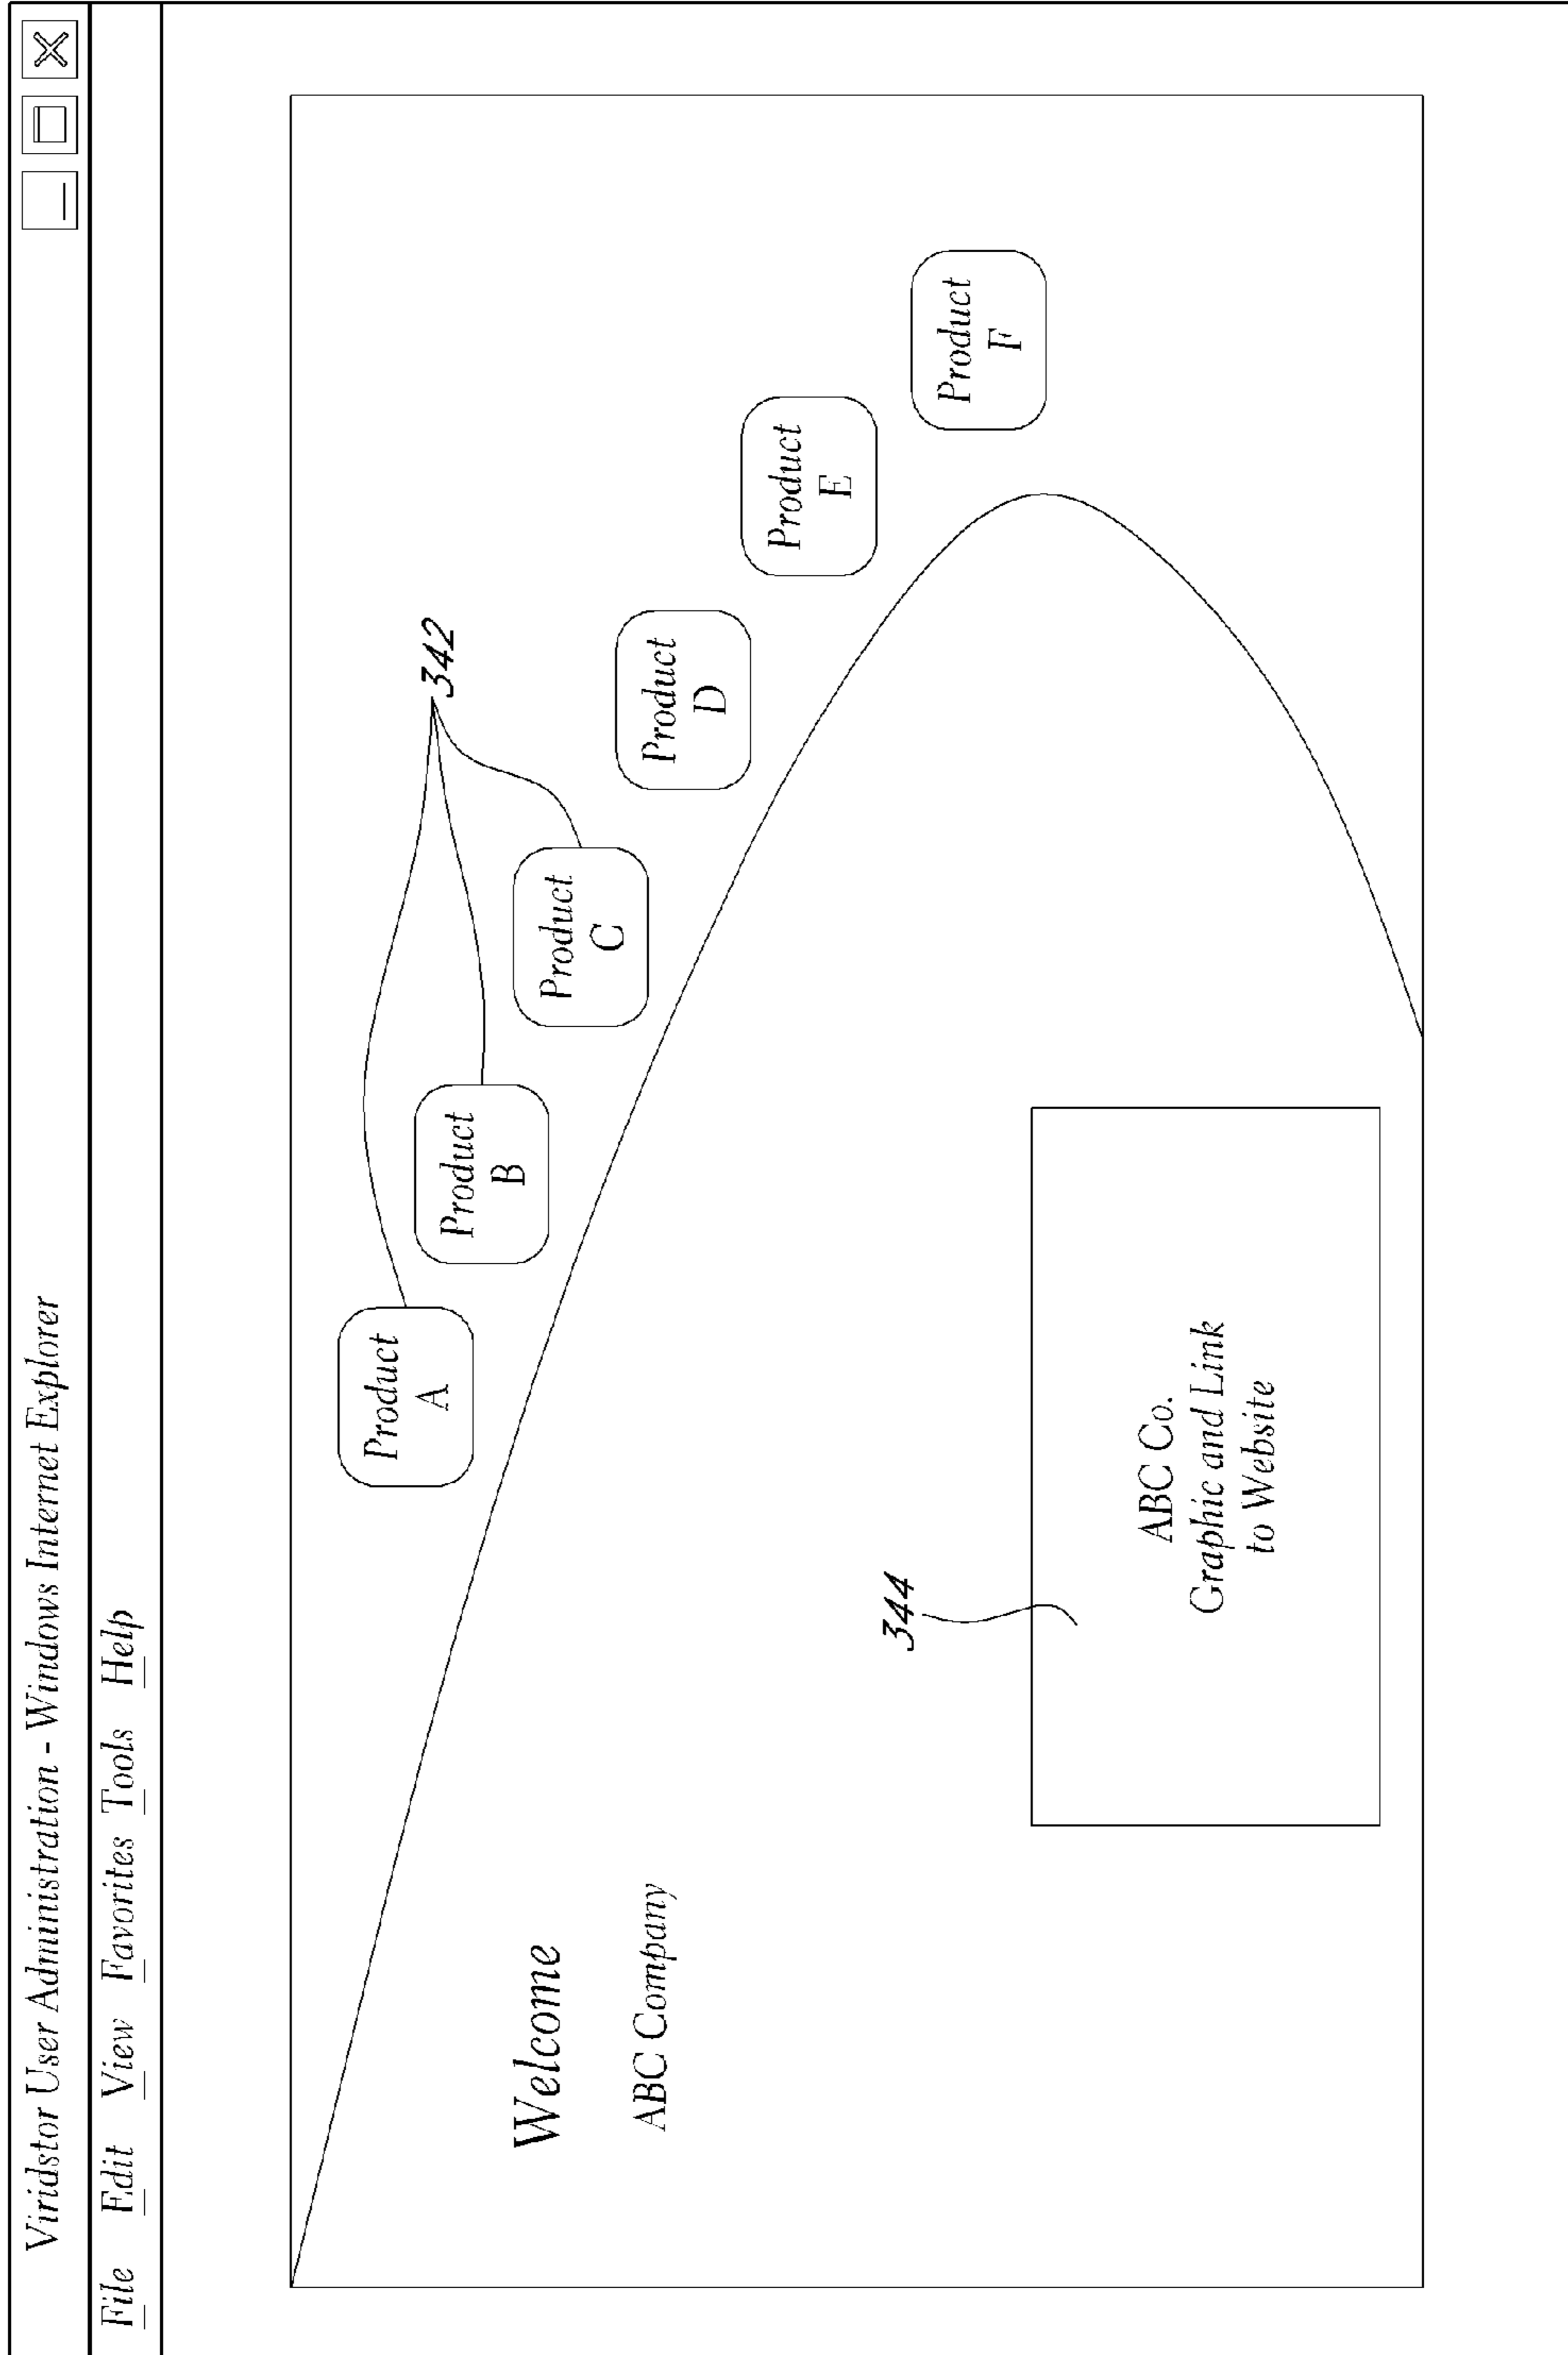 Viridstor User Administration - Windows Internet Explorer
File Edit View Favorites Tools Help
Product
A
Product
B
Product
C
342
Product
D
Product
E
Product
F
Welcome
ABC Company
344
ABC Co.
Graphic and Link
to Website